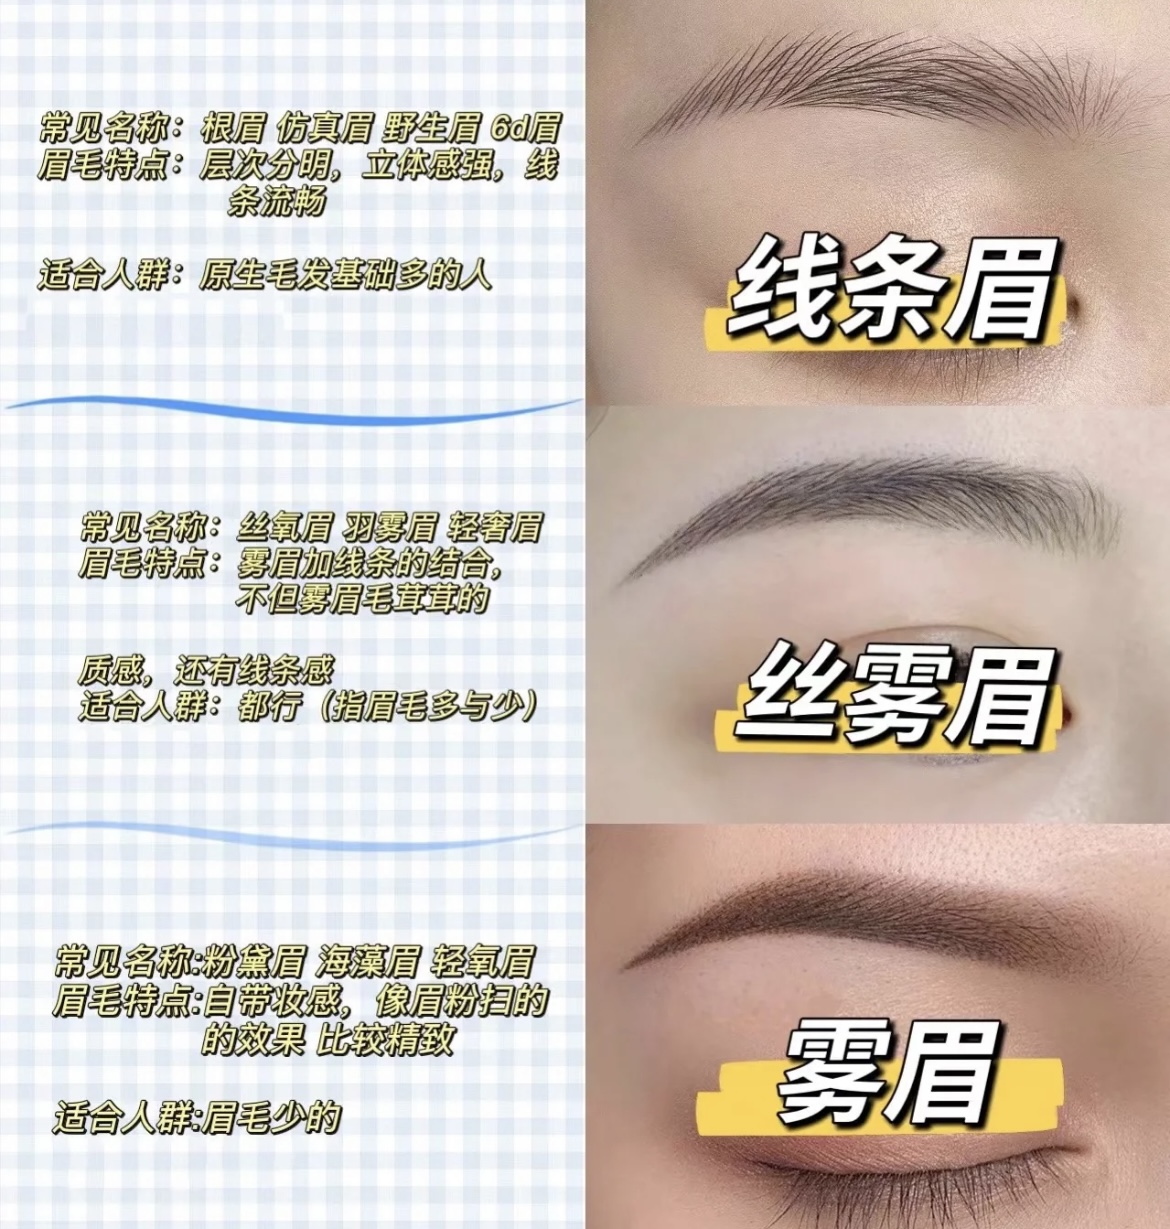 常见名称：根眉 仿真眉 野生眉 6d眉
眉毛特点：层次分明，立体感强，线
条流畅
适合人群：原生毛发基础多的人
线条眉
常见名称：丝氧眉 羽雾眉 轻奢眉
眉毛特点：雾眉加线条的结合，
不但雾眉毛茸茸的
质感，还有线条感
适合人群：都行（指眉毛多与少）
丝雾眉
常见名称:粉黛眉 海藻眉 轻氧眉
眉毛特点:自带妆感，像眉粉扫的
的效果 比较精致
适合人群:眉毛少的
雾眉